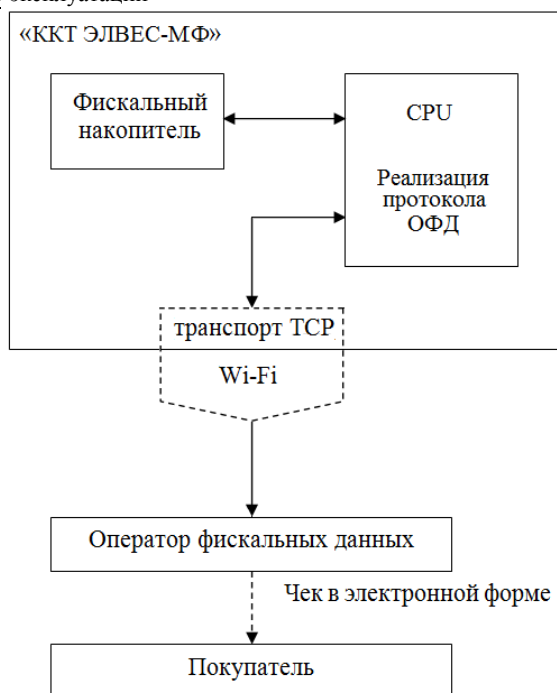 «ККТ ЭЛВЕС-МФ»
Фискальный
накопитель
CPU
Реализация
протокола
ОФД
транспорт TCP
Wi-Fi
Оператор фискальных данных
Чек в электронной форме
Покупатель